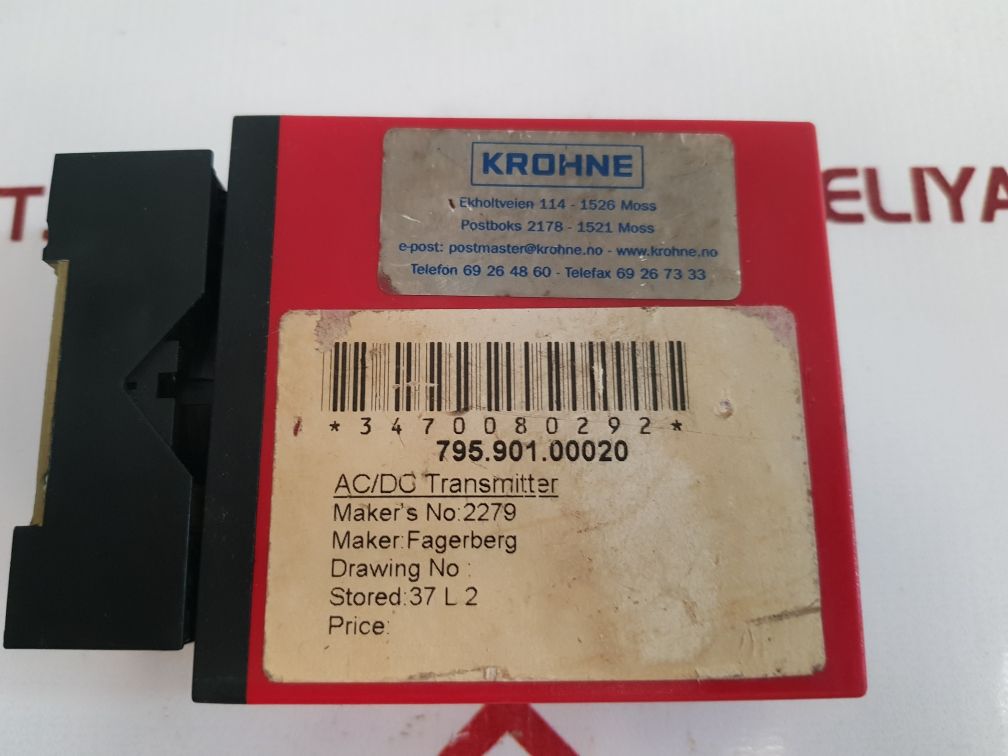 KROHNE
Ekholtveien 114 - 1526 Moss
Postboks 2178 - 1521 Moss
e-post: postmaster@krohne.no - www.krohne.no
Telefon 69 26 48 60 - Telefax 69 26 73 33
*3470080292*
795.901.00020
AC/DC Transmitter
Maker's No:2279
Maker:Fagerberg
Drawing No :
Stored:37 L 2
Price:
ELIYA